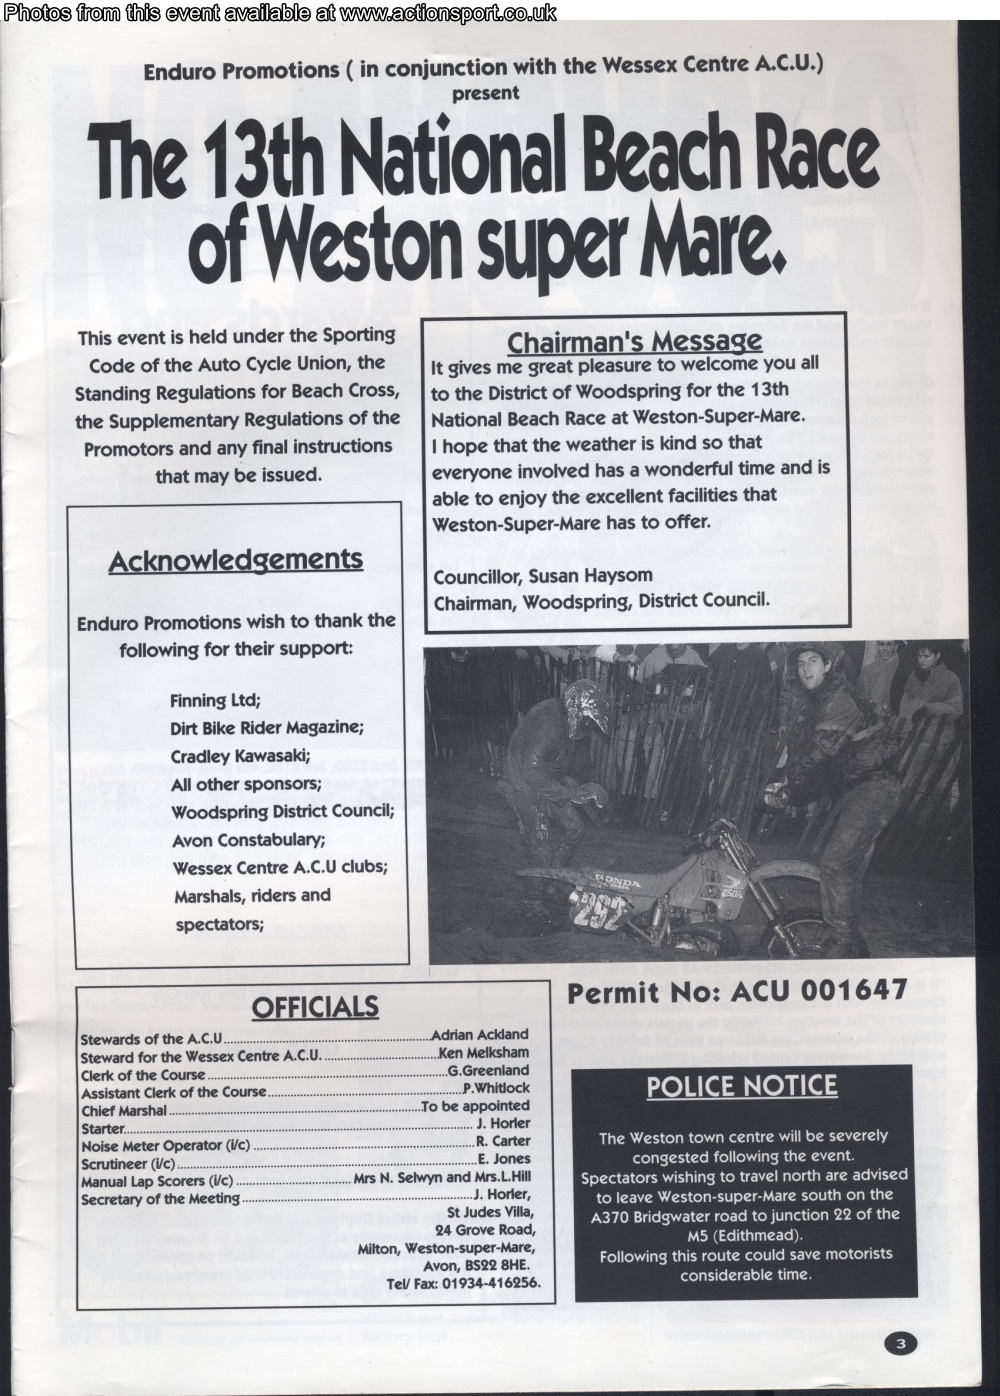 Photos from this event available at www.actionsport.co.uk
Enduro Promotions ( in conjunction with the Wessex Centre A.C.U.)
present
The 13th National Beach Race
of Weston super Mare.
This event is held under the Sporting
Code of the Auto Cycle Union, the
Standing Regulations for Beach Cross,
the Supplementary Regulations of the
Promotors and any final instructions
that may be issued.
Chairman's Message
It gives me great pleasure to welcome you all
to the District of Woodspring for the 13th
National Beach Race at Weston-Super-Mare.
I hope that the weather is kind so that
everyone involved has a wonderful time and is
able to enjoy the excellent facilities that
Weston-Super-Mare has to offer.
Councillor, Susan Haysom
Chairman, Woodspring, District Council.
Acknowledgements
Enduro Promotions wish to thank the
following for their support:
Finning Ltd;
Dirt Bike Rider Magazine;
Cradley Kawasaki;
All other sponsors;
Woodspring District Council;
Avon Constabulary;
Wessex Centre A.C.U clubs;
Marshals, riders and
spectators;
HONDA
Permit No: ACU 001647
OFFICIALS
Stewards of the A.C.U.......Adrian Ackland
Steward for the Wessex Centre A.C.U. ......Ken Melksham
Clerk of the Course......G.Greenland
Assistant Clerk of the Course......P.Whitlock
Chief Marshal......To be appointed
Starter...... J. Horler
Noise Meter Operator (i/c)...... R. Carter
Scrutineer (i/c)...... E. Jones
Manual Lap Scorers (i/c)...... Mrs N. Selwyn and Mrs.L.Hill
Secretary of the Meeting......J. Horler,
St Judes Villa,
24 Grove Road,
Milton, Weston-super-Mare,
Avon, BS22 8HE.
Tel/ Fax: 01934-416256.
POLICE NOTICE
The Weston town centre will be severely
congested following the event.
Spectators wishing to travel north are advised
to leave Weston-super-Mare south on the
A370 Bridgwater road to junction 22 of the
M5 (Edithmead).
Following this route could save motorists
considerable time.
3